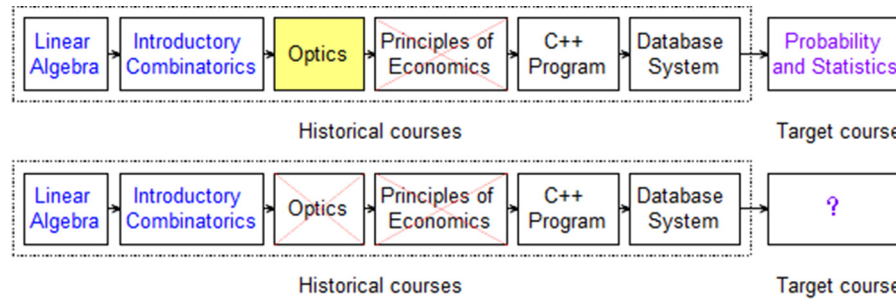 Linear Algebra
Introductory Combinatorics
Optics
Principles of Economics
C++ Program
Database System
Probability and Statistics
Historical courses
Target course
Linear Algebra
Introductory Combinatorics
Optics
Principles of Economics
C++ Program
Database System
?
Historical courses
Target course